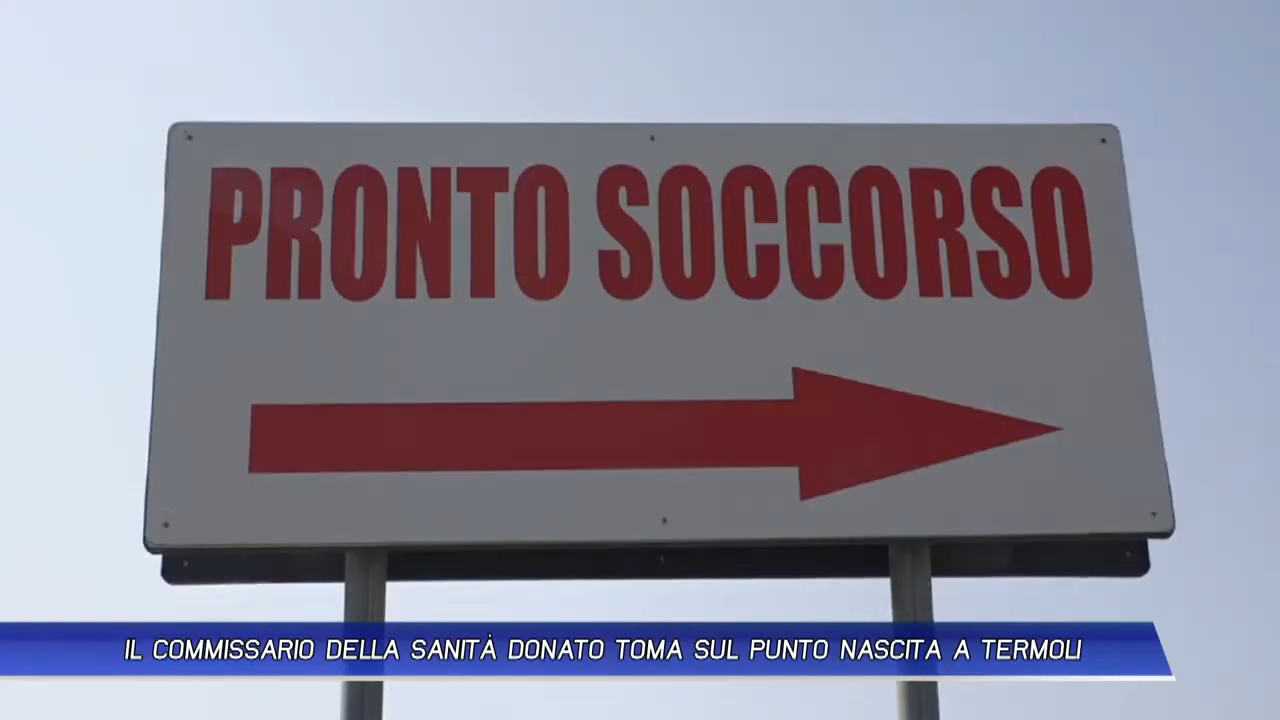 PRONTO SOCCORSO
IL COMMISSARIO DELLA SANITÀ DONATO TOMA SUL PUNTO NASCITA A TERMOLI